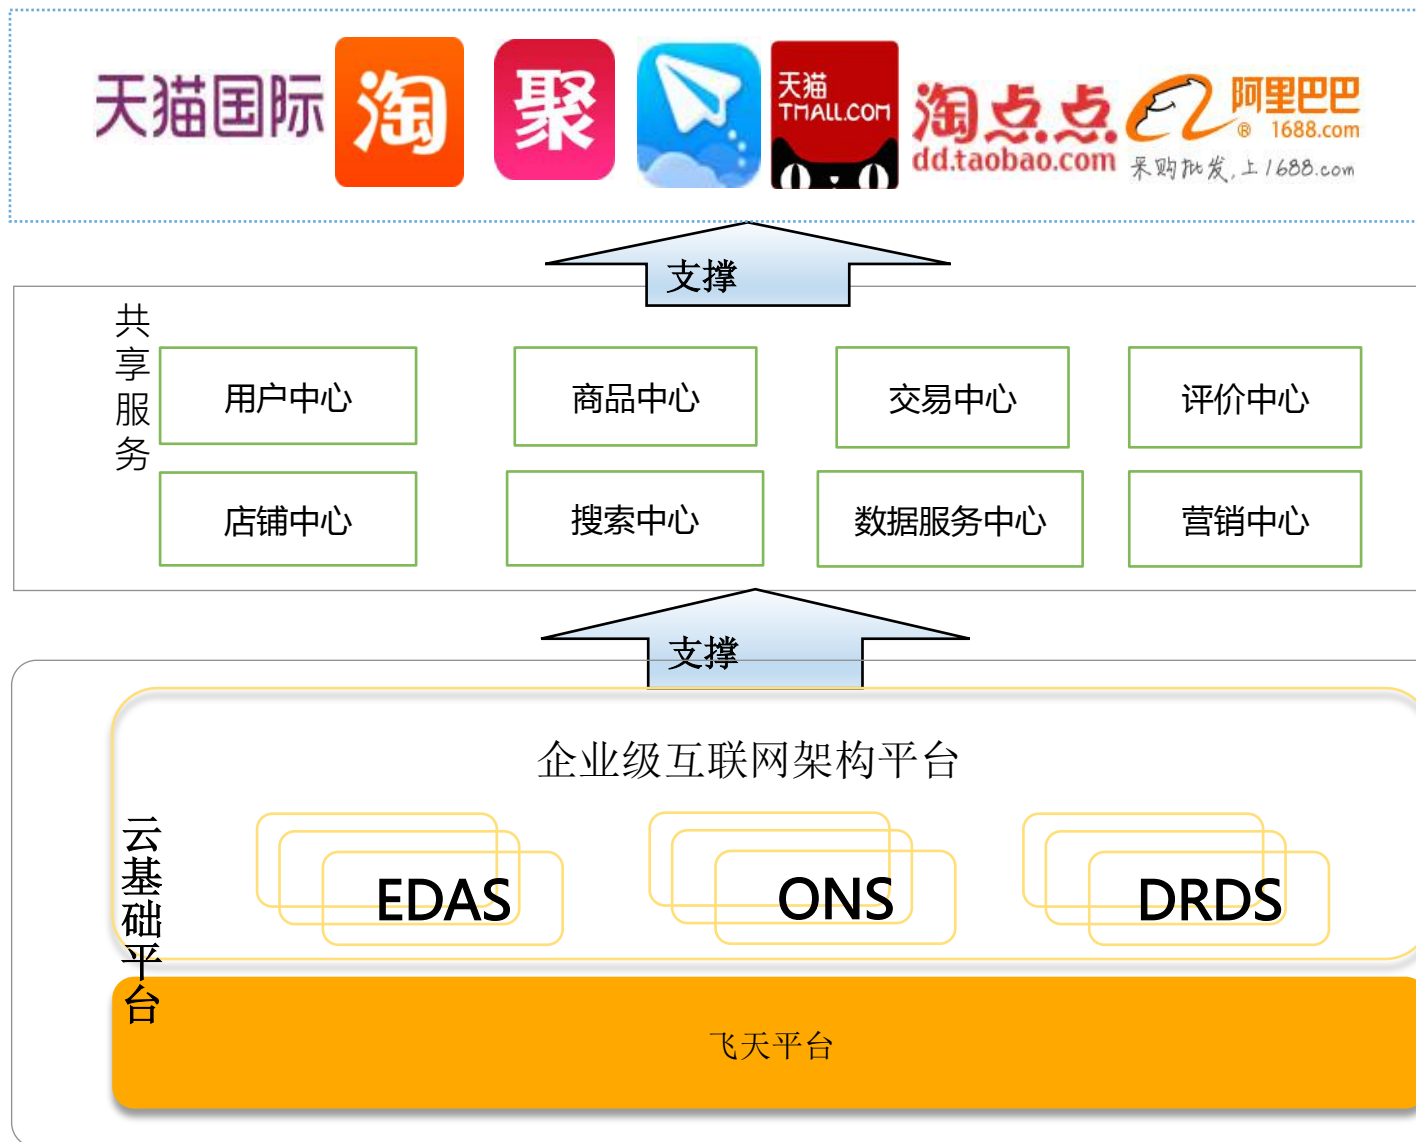 天猫国际
淘
聚
天猫
TMALL.COM
淘点点
dd.taobao.com
阿里巴巴
® 1688.com
采购批发,上1688.com
支撑
共享服务
用户中心
商品中心
交易中心
评价中心
店铺中心
搜索中心
数据服务中心
营销中心
支撑
企业级互联网架构平台
云基础平台
EDAS
ONS
DRDS
飞天平台